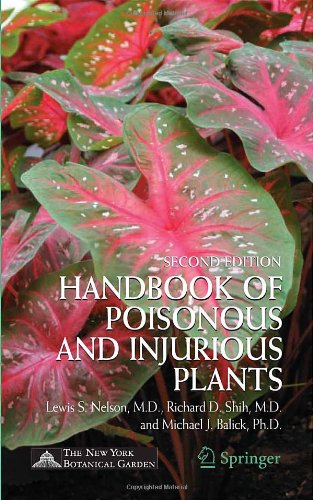 SECOND EDITION
HANDBOOK OF
POISONOUS
AND INJURIOUS
PLANTS
Lewis S. Nelson, M.D., Richard D. Shih, M.D.
and Michael J. Balick, Ph.D.
THE NEW YORK
BOTANICAL GARDEN
Springer